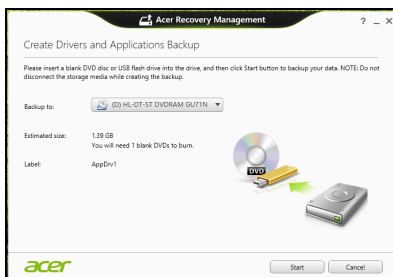 Acer Recovery Management
? _ ×
Create Drivers and Applications Backup
Please insert a blank DVD disc or USB flash drive into the drive, and then click Start button to backup your data. NOTE: Do not
disconnect the storage media while creating the backup.
Backup to: (D) HL-DT-ST DVDRAM GU71N
Estimated size: 1.39 GB
You will need 1 blank DVDs to burn.
Label: AppDrv1
DVD
acer
Start Cancel